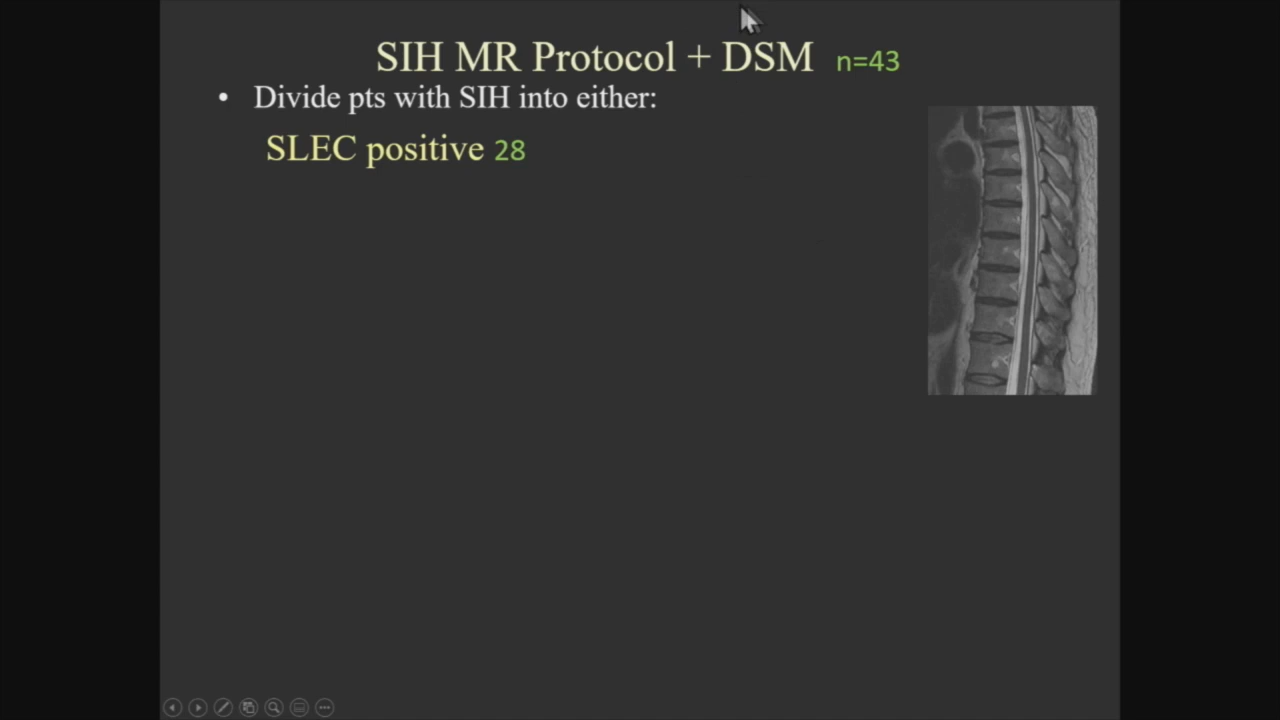 SIH MR Protocol + DSM n=43
• Divide pts with SIH into either:
SLEC positive 28